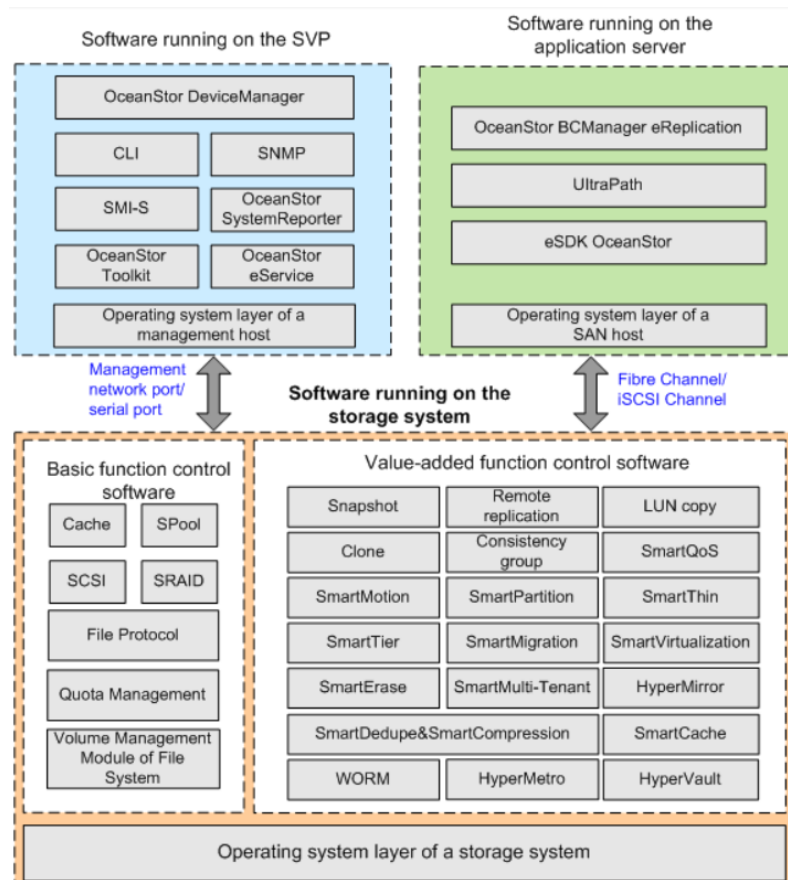 Software running on the SVP
OceanStor DeviceManager
CLI
SNMP
SMI-S
OceanStor
SystemReporter
OceanStor
Toolkit
OceanStor
eService
Operating system layer of a
management host
Software running on the
application server
OceanStor BCManager eReplication
UltraPath
eSDK OceanStor
Operating system layer of a
SAN host
Management
network port/
serial port
Software running on the
storage system
Fibre Channel/
iSCSI Channel
Basic function control
software
Cache
SPool
SCSI
SRAID
File Protocol
Quota Management
Volume Management
Module of File
System
Value-added function control software
Snapshot
Remote
replication
LUN copy
Clone
Consistency
group
SmartQoS
SmartMotion
SmartPartition
SmartThin
SmartTier
SmartMigration
SmartVirtualization
SmartErase
SmartMulti-Tenant
HyperMirror
SmartDedupe&SmartCompression
SmartCache
WORM
HyperMetro
HyperVault
Operating system layer of a storage system